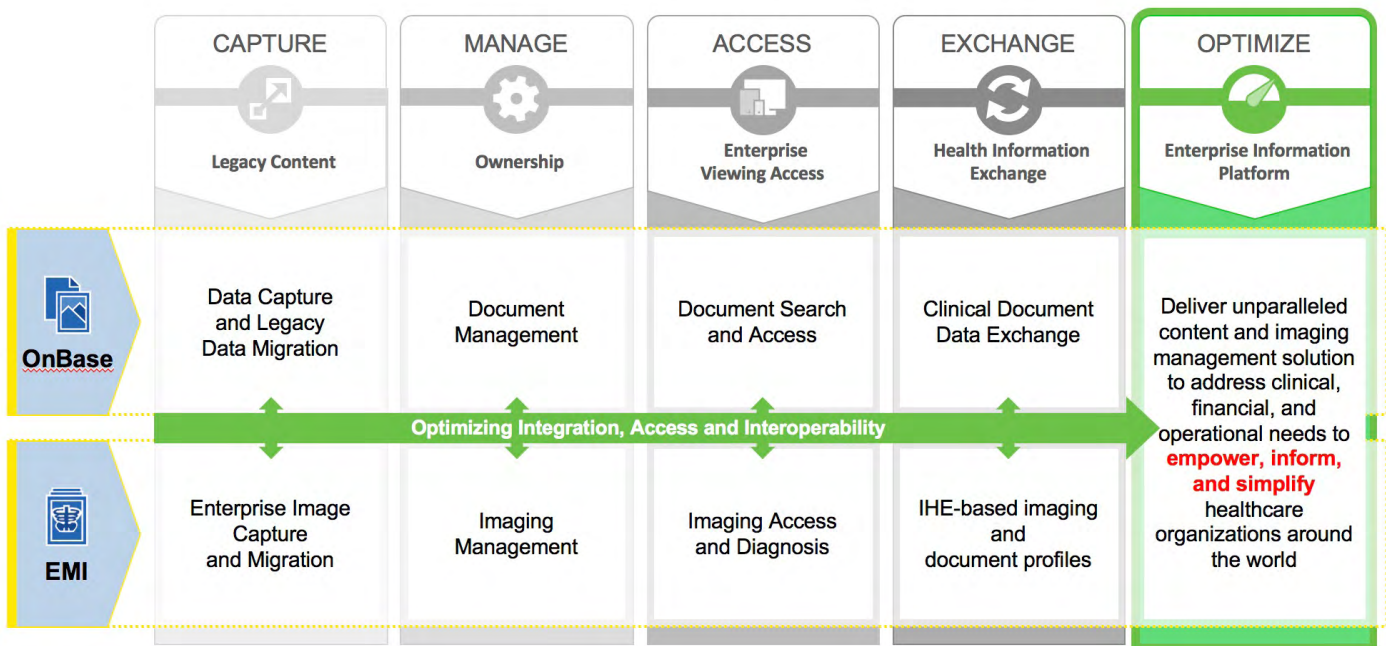 CAPTURE
MANAGE
ACCESS
EXCHANGE
OPTIMIZE
Legacy Content
Ownership
Enterprise
Viewing Access
Health Information
Exchange
Enterprise Information
Platform
OnBase
Data Capture
and Legacy
Data Migration
Document
Management
Document Search
and Access
Clinical Document
Data Exchange
Deliver unparalleled
content and imaging
management solution
to address clinical,
financial, and
operational needs to
empower, inform,
and simplify
healthcare
organizations around
the world
Optimizing Integration, Access and Interoperability
EMI
Enterprise Image
Capture
and Migration
Imaging
Management
Imaging Access
and Diagnosis
IHE-based imaging
and
document profiles